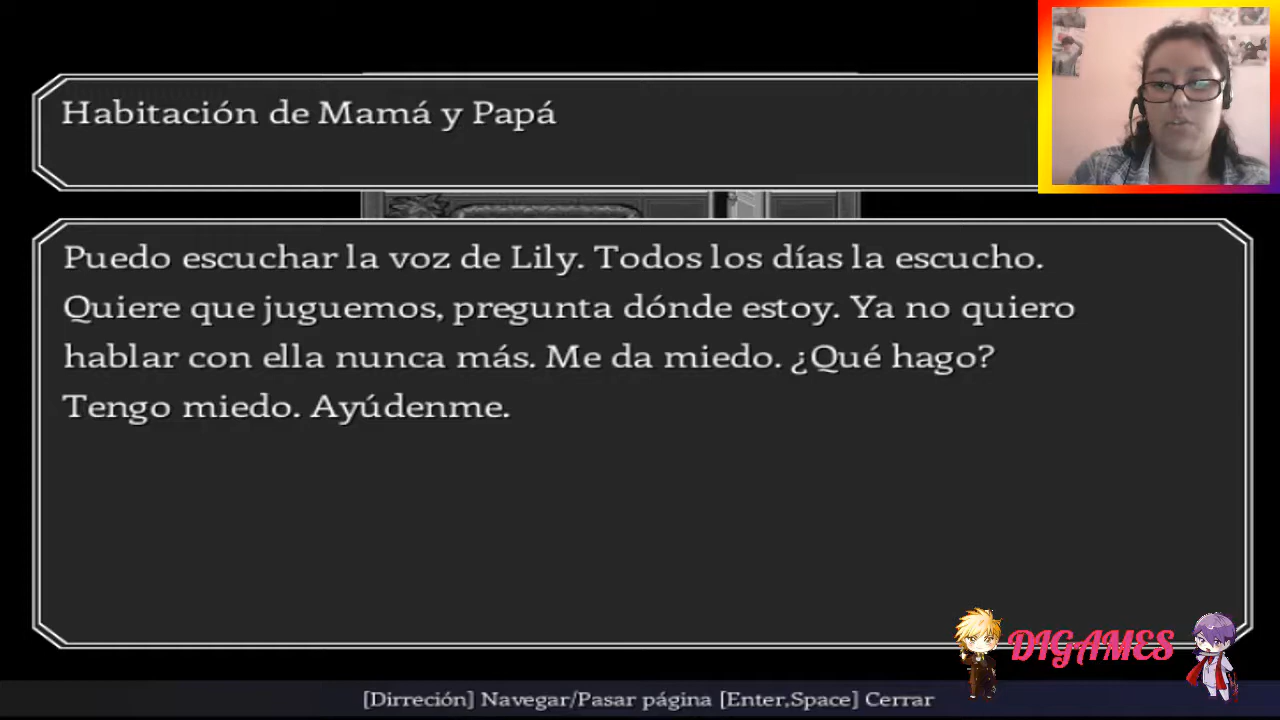 Habitación de Mamá y Papá
Puedo escuchar la voz de Lily. Todos los días la escucho.
Quiere que juguemos, pregunta dónde estoy. Ya no quiero
hablar con ella nunca más. Me da miedo. ¿Qué hago?
Tengo miedo. Ayúdenme.
DIGAMES
[Dirreción] Navegar/Pasar página [Enter,Space] Cerrar